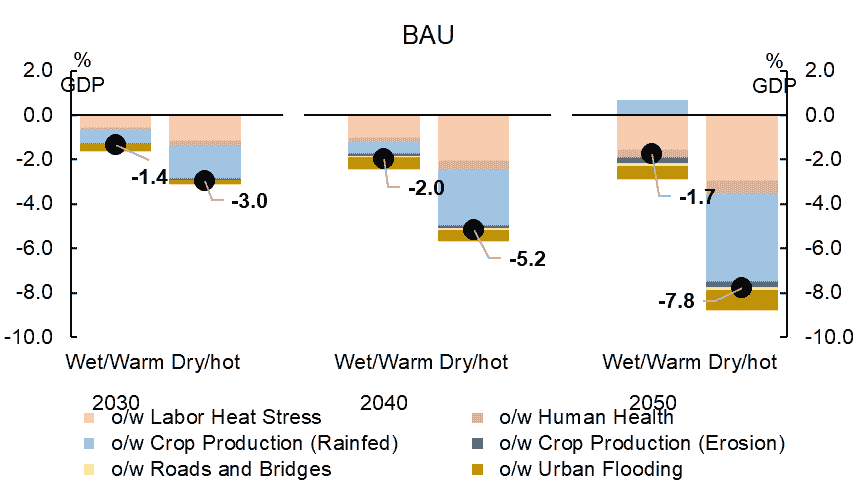 BAU
% GDP
% GDP
2.0
0.0
-2.0
-4.0
-6.0
-8.0
-10.0
2.0
0.0
-2.0
-4.0
-6.0
-8.0
-10.0
-1.4
-3.0
-2.0
-5.2
-1.7
-7.8
Wet/Warm Dry/hot
Wet/Warm Dry/hot
Wet/Warm Dry/hot
2030
2040
2050
o/w Labor Heat Stress
o/w Human Health
o/w Crop Production (Rainfed)
o/w Crop Production (Erosion)
o/w Roads and Bridges
o/w Urban Flooding